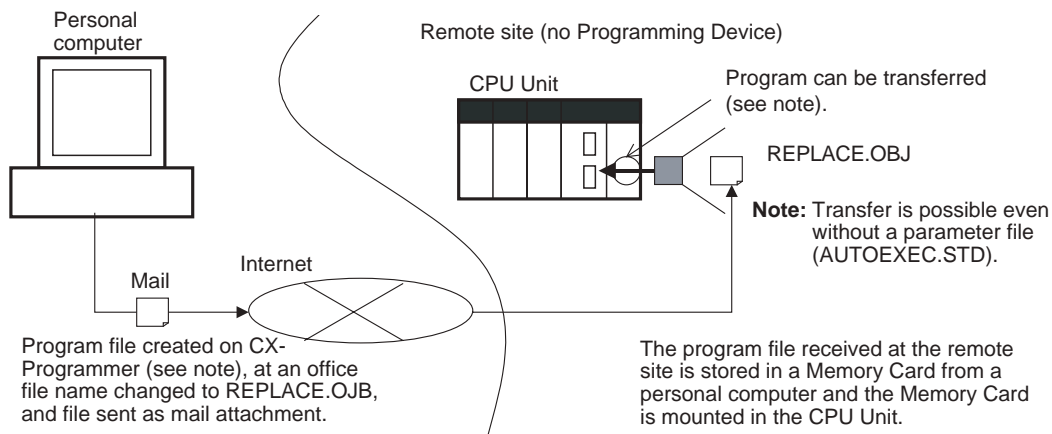 Personal
computer
Remote site (no Programming Device)
CPU Unit
Program can be transferred
(see note).
REPLACE.OBJ
Note: Transfer is possible even
without a parameter file
(AUTOEXEC.STD).
Internet
Mail
Program file created on CX-
Programmer (see note), at an office
file name changed to REPLACE.OJB,
and file sent as mail attachment.
The program file received at the remote
site is stored in a Memory Card from a
personal computer and the Memory Card
is mounted in the CPU Unit.